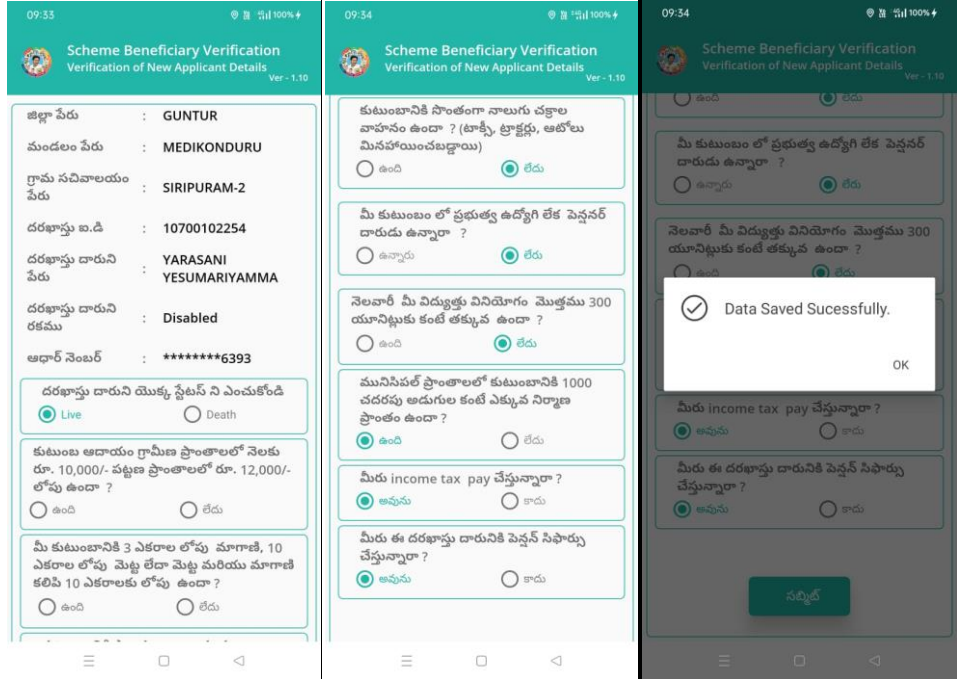 09:33
100%
Scheme Beneficiary Verification
Verification of New Applicant Details
Ver - 1.10
జిల్లా పేరు : GUNTUR
మండలం పేరు : MEDIKONDURU
గ్రామ సచివాలయం
పేరు : SIRIPURAM-2
దరఖాస్తు ఐ.డి : 10700102254
దరఖాస్తు దారుని
పేరు : YARASANI
YESUMARIYAMMA
దరఖాస్తు దారుని
రకము : Disabled
ఆధార్ నెంబర్ : ********6393
దరఖాస్తు దారుని యొక్క స్టేటస్ ని ఎంచుకోండి
Live Death
కుటుంబ ఆదాయం గ్రామీణ ప్రాంతాలలో నెలకు
రూ. 10,000/- పట్టణ ప్రాంతాలలో రూ. 12,000/-
లోపు ఉందా ?
ఉంది లేదు
మీ కుటుంబానికి 3 ఎకరాల లోపు మాగాణి, 10
ఎకరాల లోపు మెట్ట లేదా మెట్ట మరియు మాగాణి
కలిపి 10 ఎకరాలకు లోపు ఉందా ?
ఉంది లేదు
09:34
100%
Scheme Beneficiary Verification
Verification of New Applicant Details
Ver - 1.10
కుటుంబానికి సొంతంగా నాలుగు చక్రాల
వాహనం ఉందా ? (టాక్సీ, ట్రాక్టర్లు, ఆటోలు
మినహాయించబడ్డాయి)
ఉంది లేదు
మీ కుటుంబం లో ప్రభుత్వ ఉద్యోగి లేక పెన్షనర్
దారుడు ఉన్నారా ?
ఉన్నారు లేరు
నెలవారీ మీ విద్యుత్తు వినియోగం మొత్తము 300
యూనిట్లుకు కంటే తక్కువ ఉందా ?
ఉంది లేదు
మునిసిపల్ ప్రాంతాలలో కుటుంబానికి 1000
చదరపు అడుగుల కంటే ఎక్కువ నిర్మాణ
ప్రాంతం ఉందా ?
ఉంది లేదు
మీరు income tax pay చేస్తున్నారా ?
అవును కాదు
మీరు ఈ దరఖాస్తు దారునికి పెన్షన్ సిఫార్సు
చేస్తున్నారా ?
అవును కాదు
09:34
100%
Scheme Beneficiary Verification
Verification of New Applicant Details
Ver - 1.10
ఉంది లేదు
మీ కుటుంబం లో ప్రభుత్వ ఉద్యోగి లేక పెన్షనర్
దారుడు ఉన్నారా ?
ఉన్నారు లేరు
నెలవారీ మీ విద్యుత్తు వినియోగం మొత్తము 300
యూనిట్లుకు కంటే తక్కువ ఉందా ?
ఉంది లేదు
Data Saved Sucessfully.
OK
మీరు income tax pay చేస్తున్నారా ?
అవును కాదు
మీరు ఈ దరఖాస్తు దారునికి పెన్షన్ సిఫార్సు
చేస్తున్నారా ?
అవును కాదు
సబ్మిట్